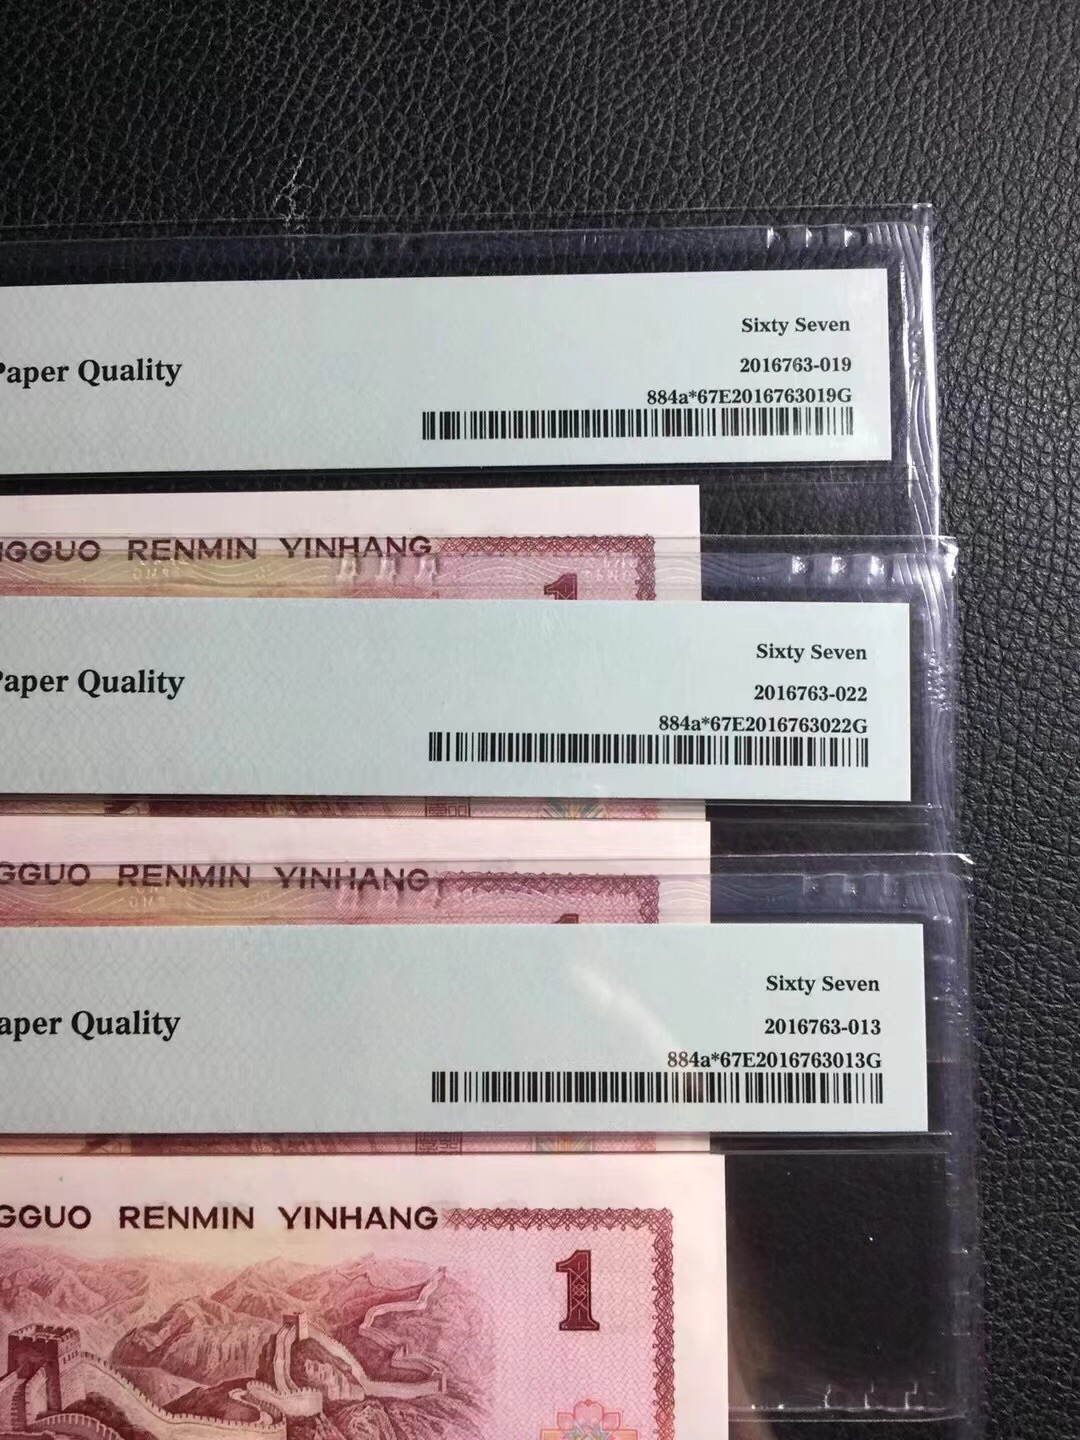 Sixty Seven
Paper Quality
2016763-019
884a*67E2016763019G
GGUO RENMIN YINHANG
1
Sixty Seven
Paper Quality
2016763-022
884a*67E2016763022G
GGUO RENMIN YINHANG
Sixty Seven
aper Quality
2016763-013
884a*67E2016763013G
GGUO RENMIN YINHANG
1